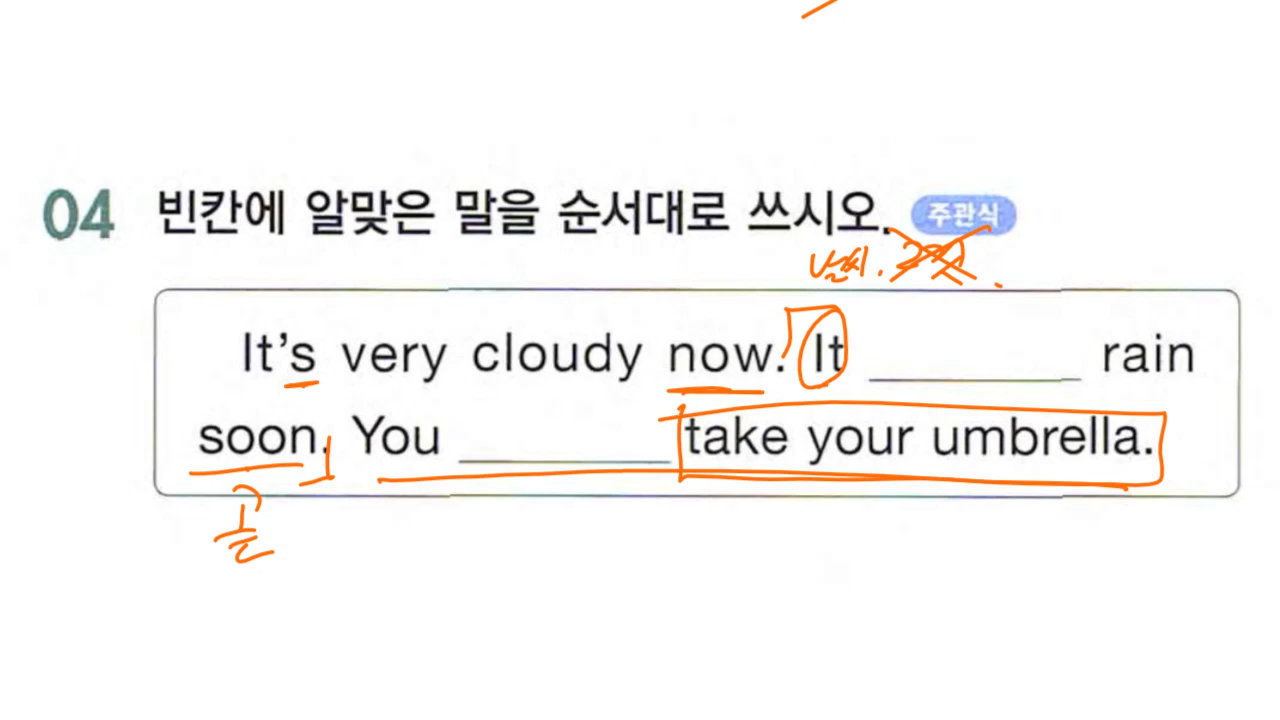 04 빈칸에 알맞은 말을 순서대로 쓰시오. 주관식
날씨.
It's very cloudy now. It ________ rain
soon. You ________ take your umbrella.
곧